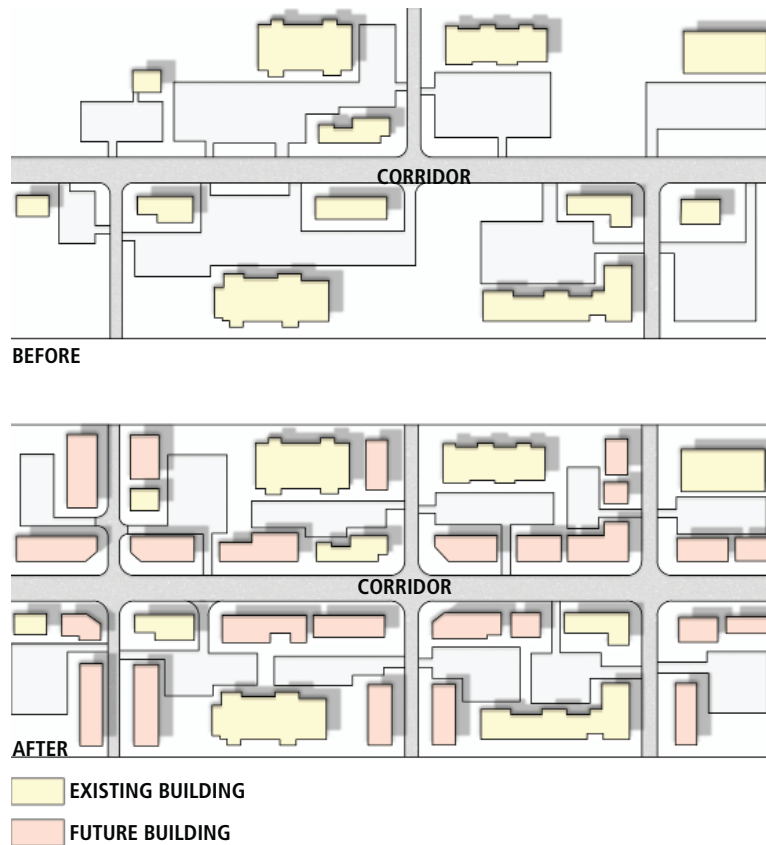 CORRIDOR
BEFORE
CORRIDOR
AFTER
EXISTING BUILDING
FUTURE BUILDING